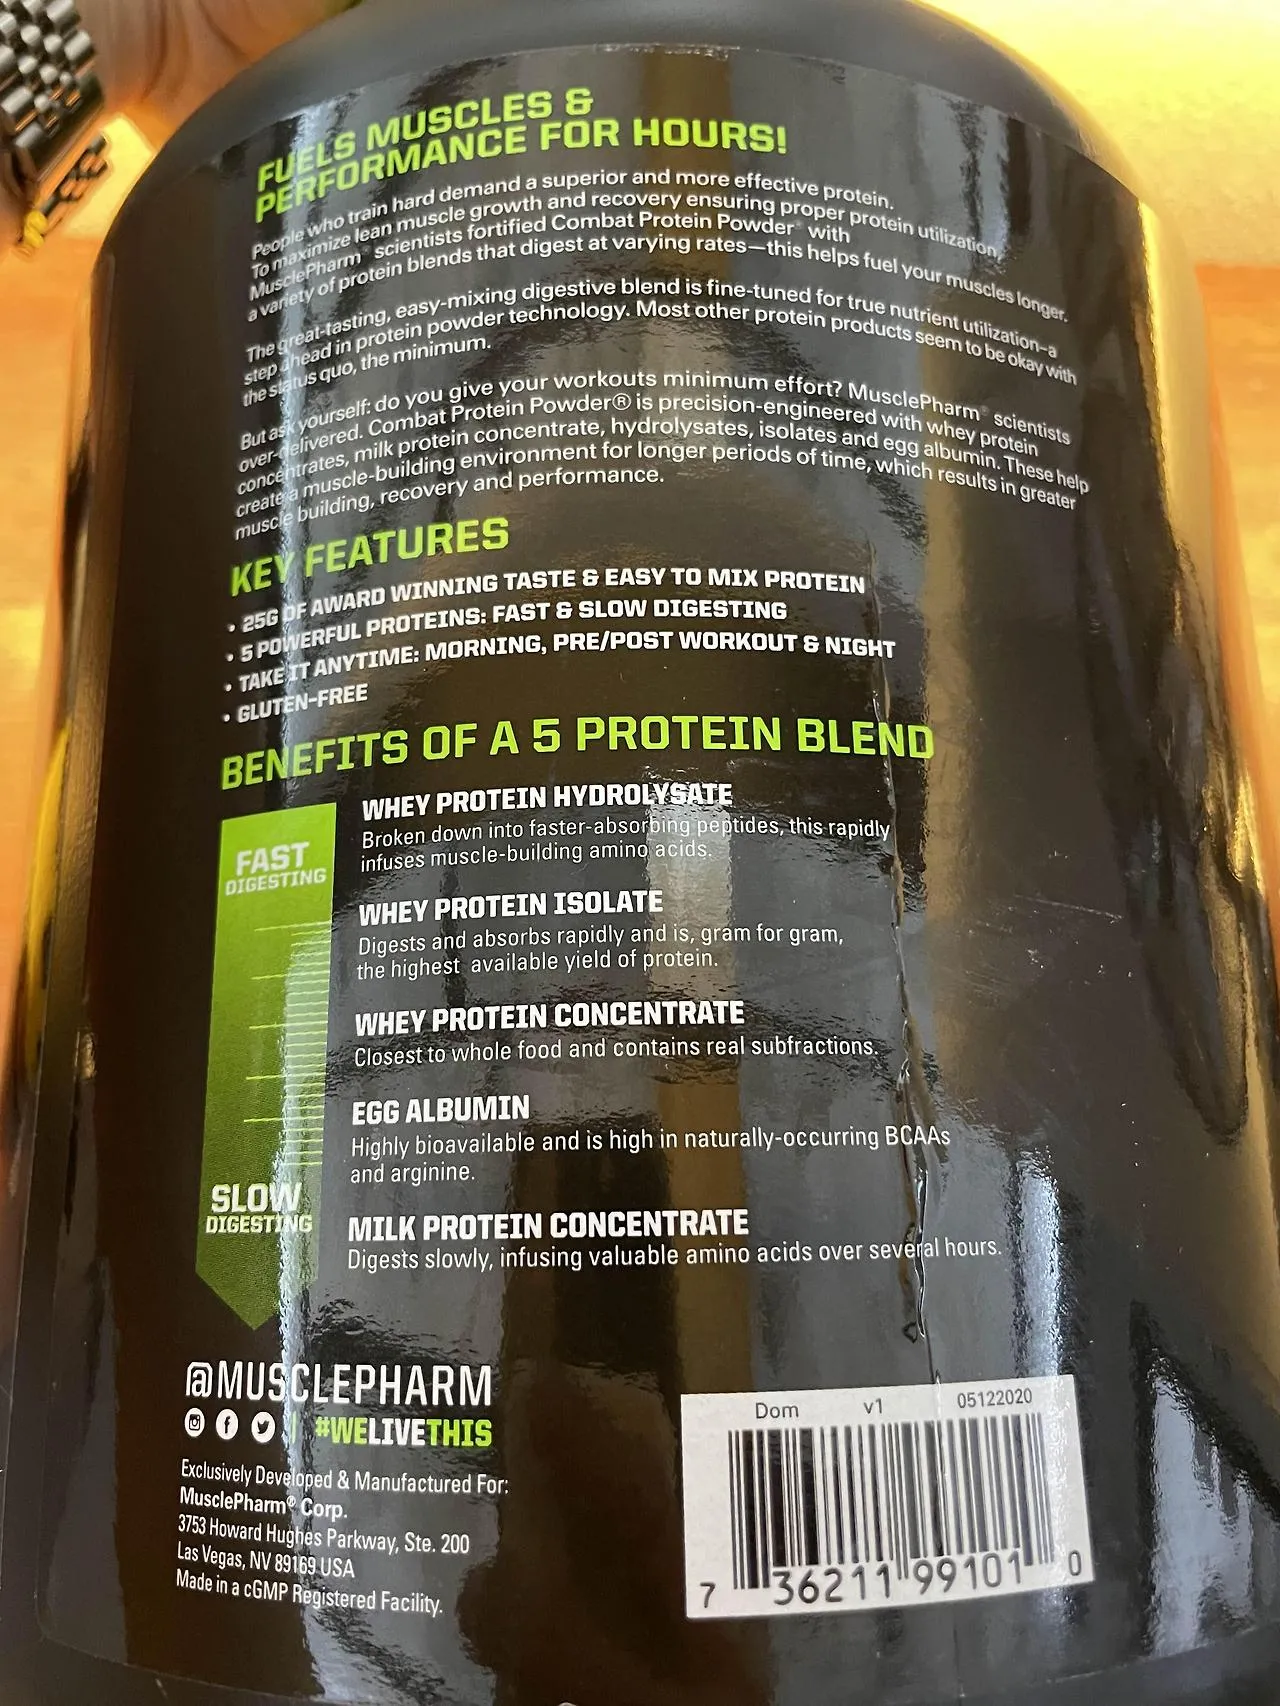 FUELS MUSCLES &
PERFORMANCE FOR HOURS!
People who train hard demand a superior and more effective protein.
To maximize lean muscle growth and recovery ensuring proper protein utilization,
MusclePharm® scientists fortified Combat Protein Powder® with
a variety of protein blends that digest at varying rates—this helps fuel your muscles longer.
The great-tasting, easy-mixing digestive blend is fine-tuned for true nutrient utilization–a
step ahead in protein powder technology. Most other protein products seem to be okay with
the status quo, the minimum.
But ask yourself: do you give your workouts minimum effort? MusclePharm® scientists
over-delivered. Combat Protein Powder® is precision-engineered with whey protein
concentrates, milk protein concentrate, hydrolysates, isolates and egg albumin. These help
create a muscle-building environment for longer periods of time, which results in greater
muscle building, recovery and performance.
KEY FEATURES
• 25G OF AWARD WINNING TASTE & EASY TO MIX PROTEIN
• 5 POWERFUL PROTEINS: FAST & SLOW DIGESTING
• TAKE IT ANYTIME: MORNING, PRE/POST WORKOUT & NIGHT
• GLUTEN-FREE
BENEFITS OF A 5 PROTEIN BLEND
FAST
DIGESTING
WHEY PROTEIN HYDROLYSATE
Broken down into faster-absorbing peptides, this rapidly
infuses muscle-building amino acids.
WHEY PROTEIN ISOLATE
Digests and absorbs rapidly and is, gram for gram,
the highest available yield of protein.
WHEY PROTEIN CONCENTRATE
Closest to whole food and contains real subfractions.
EGG ALBUMIN
Highly bioavailable and is high in naturally-occurring BCAAs
and arginine.
SLOW
DIGESTING
MILK PROTEIN CONCENTRATE
Digests slowly, infusing valuable amino acids over several hours.
@MUSCLEPHARM
#WELIVETHIS
Exclusively Developed & Manufactured For:
MusclePharm® Corp.
3753 Howard Hughes Parkway, Ste. 200
Las Vegas, NV 89169 USA
Made in a cGMP Registered Facility.
Dom v1 05122020
7 36211 99101 0